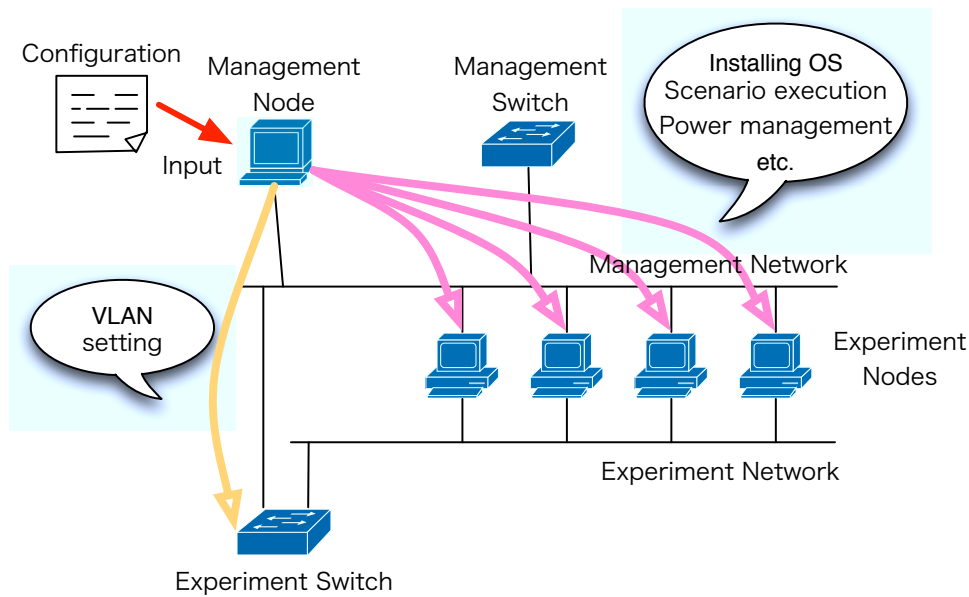 Configuration
Management
Node
Management
Switch
Installing OS
Scenario execution
Power management
etc.
Input
Management Network
VLAN
setting
Experiment
Nodes
Experiment Network
Experiment Switch